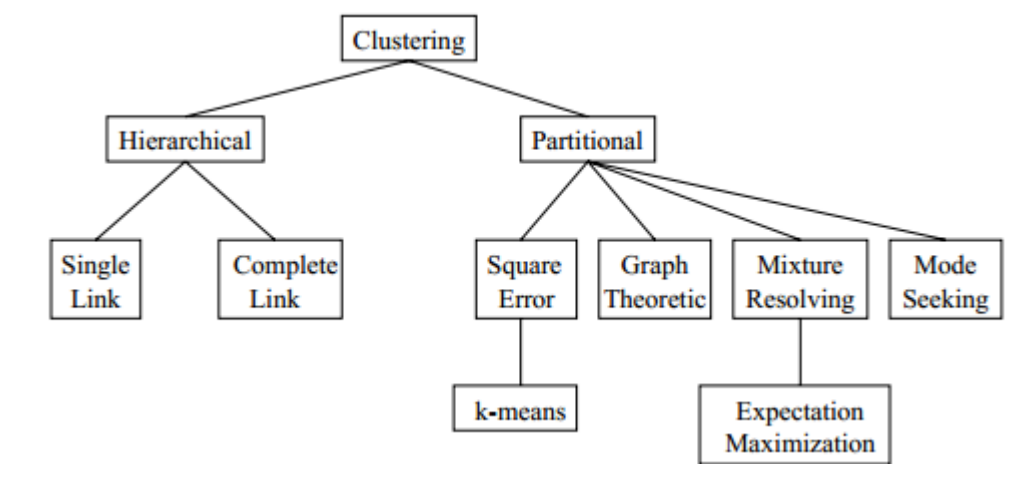 Clustering
Hierarchical
Partitional
Single
Link
Complete
Link
Square
Error
Graph
Theoretic
Mixture
Resolving
Mode
Seeking
k-means
Expectation
Maximization